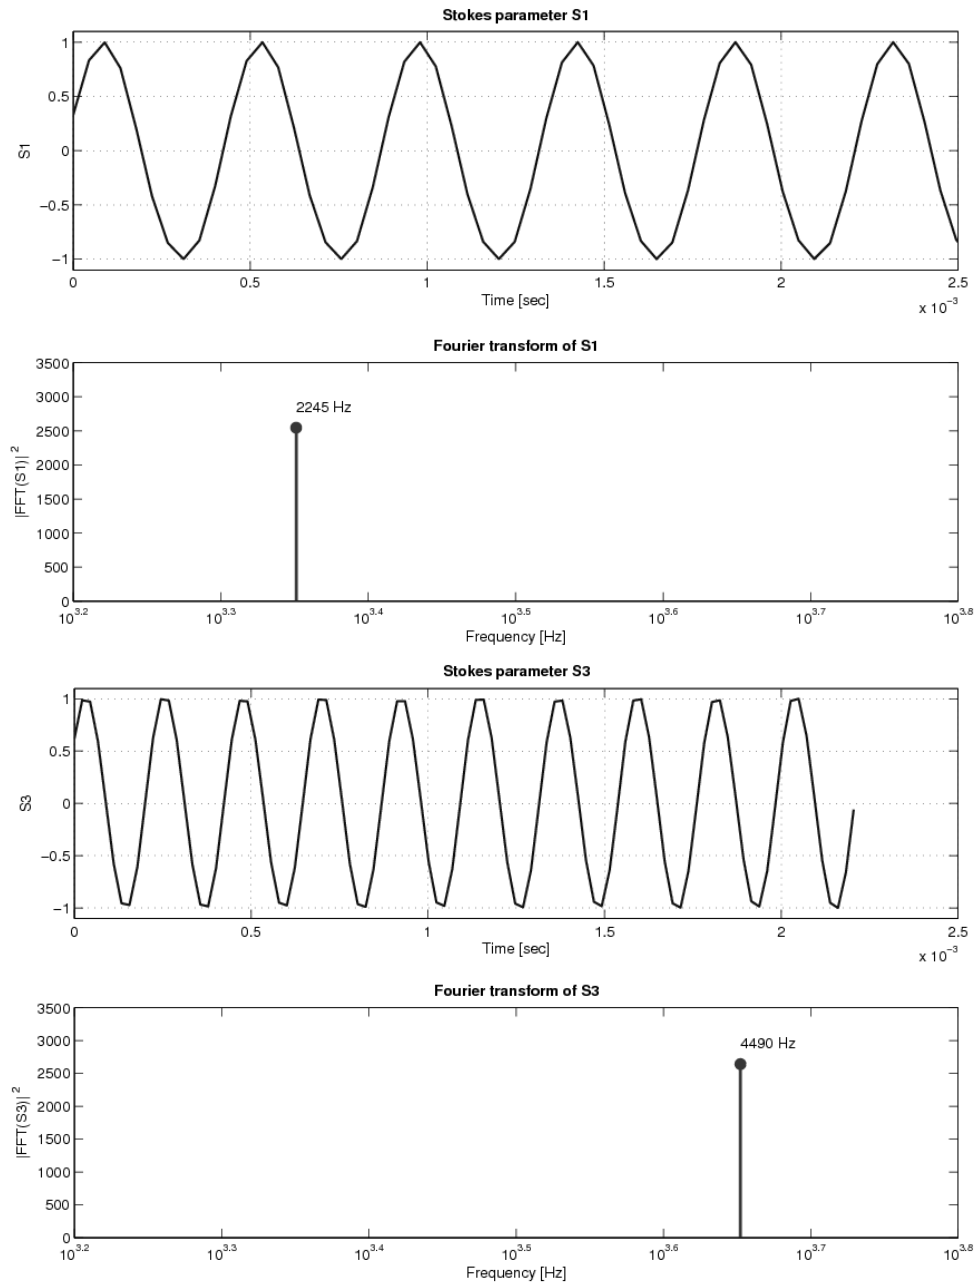 Stokes parameter S1
1
0.5
0
−0.5
−1
S1
0 0.5 1 1.5 2 2.5
Time [sec]
x 10^-3
Fourier transform of S1
3500
3000
2500
2000
1500
1000
500
0
|FFT(S1)|^2
2245 Hz
10^3.2 10^3.3 10^3.4 10^3.5 10^3.6 10^3.7 10^3.8
Frequency [Hz]
Stokes parameter S3
1
0.5
0
−0.5
−1
S3
0 0.5 1 1.5 2 2.5
Time [sec]
x 10^-3
Fourier transform of S3
3500
3000
2500
2000
1500
1000
500
0
|FFT(S3)|^2
4490 Hz
10^3.2 10^3.3 10^3.4 10^3.5 10^3.6 10^3.7 10^3.8
Frequency [Hz]